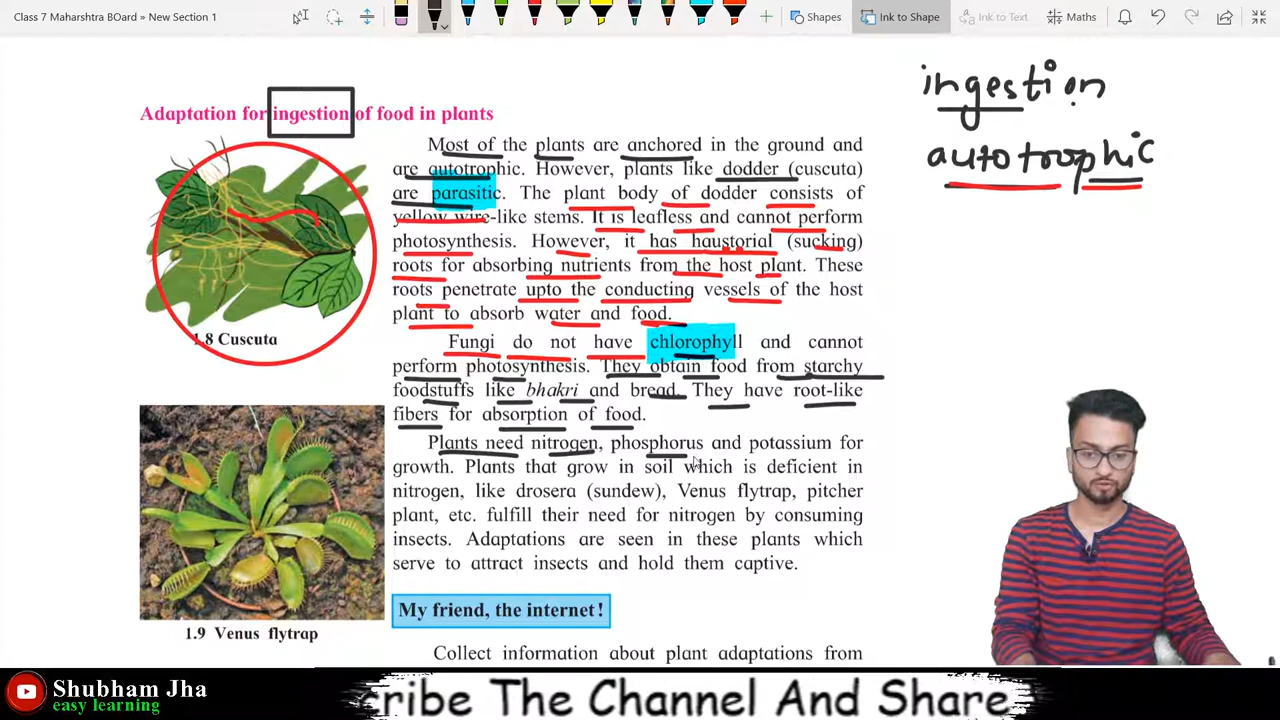 Class 7 Maharshtra BOard » New Section 1
Shapes
Ink to Shape
Ink to Text
Maths
ingestion
autotrophic
Adaptation for ingestion of food in plants
Most of the plants are anchored in the ground and
are autotrophic. However, plants like dodder (cuscuta)
are parasitic. The plant body of dodder consists of
yellow wire-like stems. It is leafless and cannot perform
photosynthesis. However, it has haustorial (sucking)
roots for absorbing nutrients from the host plant. These
roots penetrate upto the conducting vessels of the host
plant to absorb water and food.
1.8 Cuscuta
Fungi do not have chlorophyll and cannot
perform photosynthesis. They obtain food from starchy
foodstuffs like bhakri and bread. They have root-like
fibers for absorption of food.
Plants need nitrogen, phosphorus and potassium for
growth. Plants that grow in soil which is deficient in
nitrogen, like drosera (sundew), Venus flytrap, pitcher
plant, etc. fulfill their need for nitrogen by consuming
insects. Adaptations are seen in these plants which
serve to attract insects and hold them captive.
1.9 Venus flytrap
My friend, the internet!
Collect information about plant adaptations from
Shubham Jha
easy learning
cribe The Channel And Share